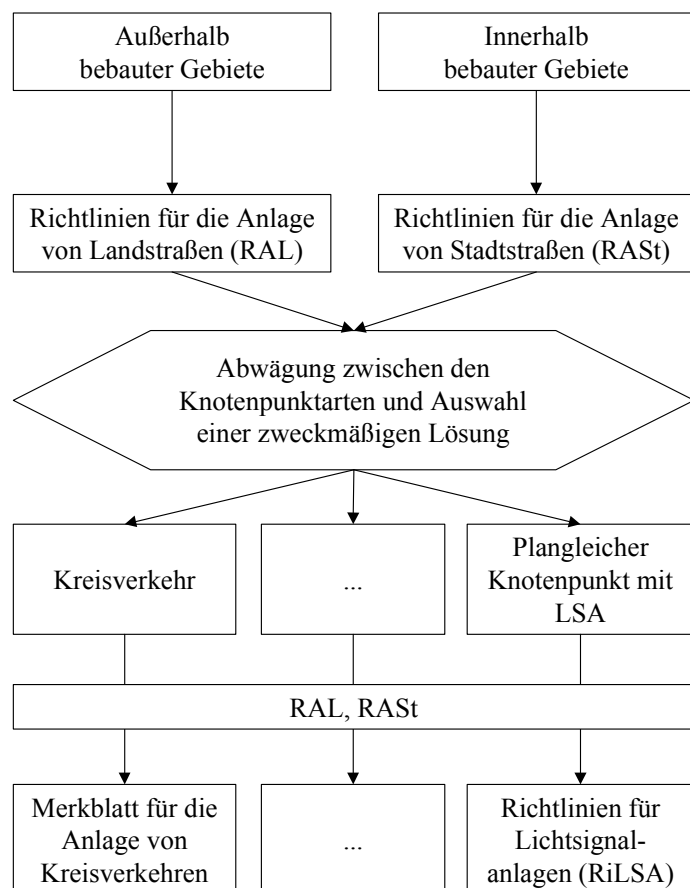 Außerhalb
bebauter Gebiete
Innerhalb
bebauter Gebiete
Richtlinien für die Anlage
von Landstraßen (RAL)
Richtlinien für die Anlage
von Stadtstraßen (RASt)
Abwägung zwischen den
Knotenpunktarten und Auswahl
einer zweckmäßigen Lösung
Kreisverkehr
...
Plangleicher
Knotenpunkt mit
LSA
RAL, RASt
Merkblatt für die
Anlage von
Kreisverkehren
...
Richtlinien für
Lichtsignal-
anlagen (RiLSA)